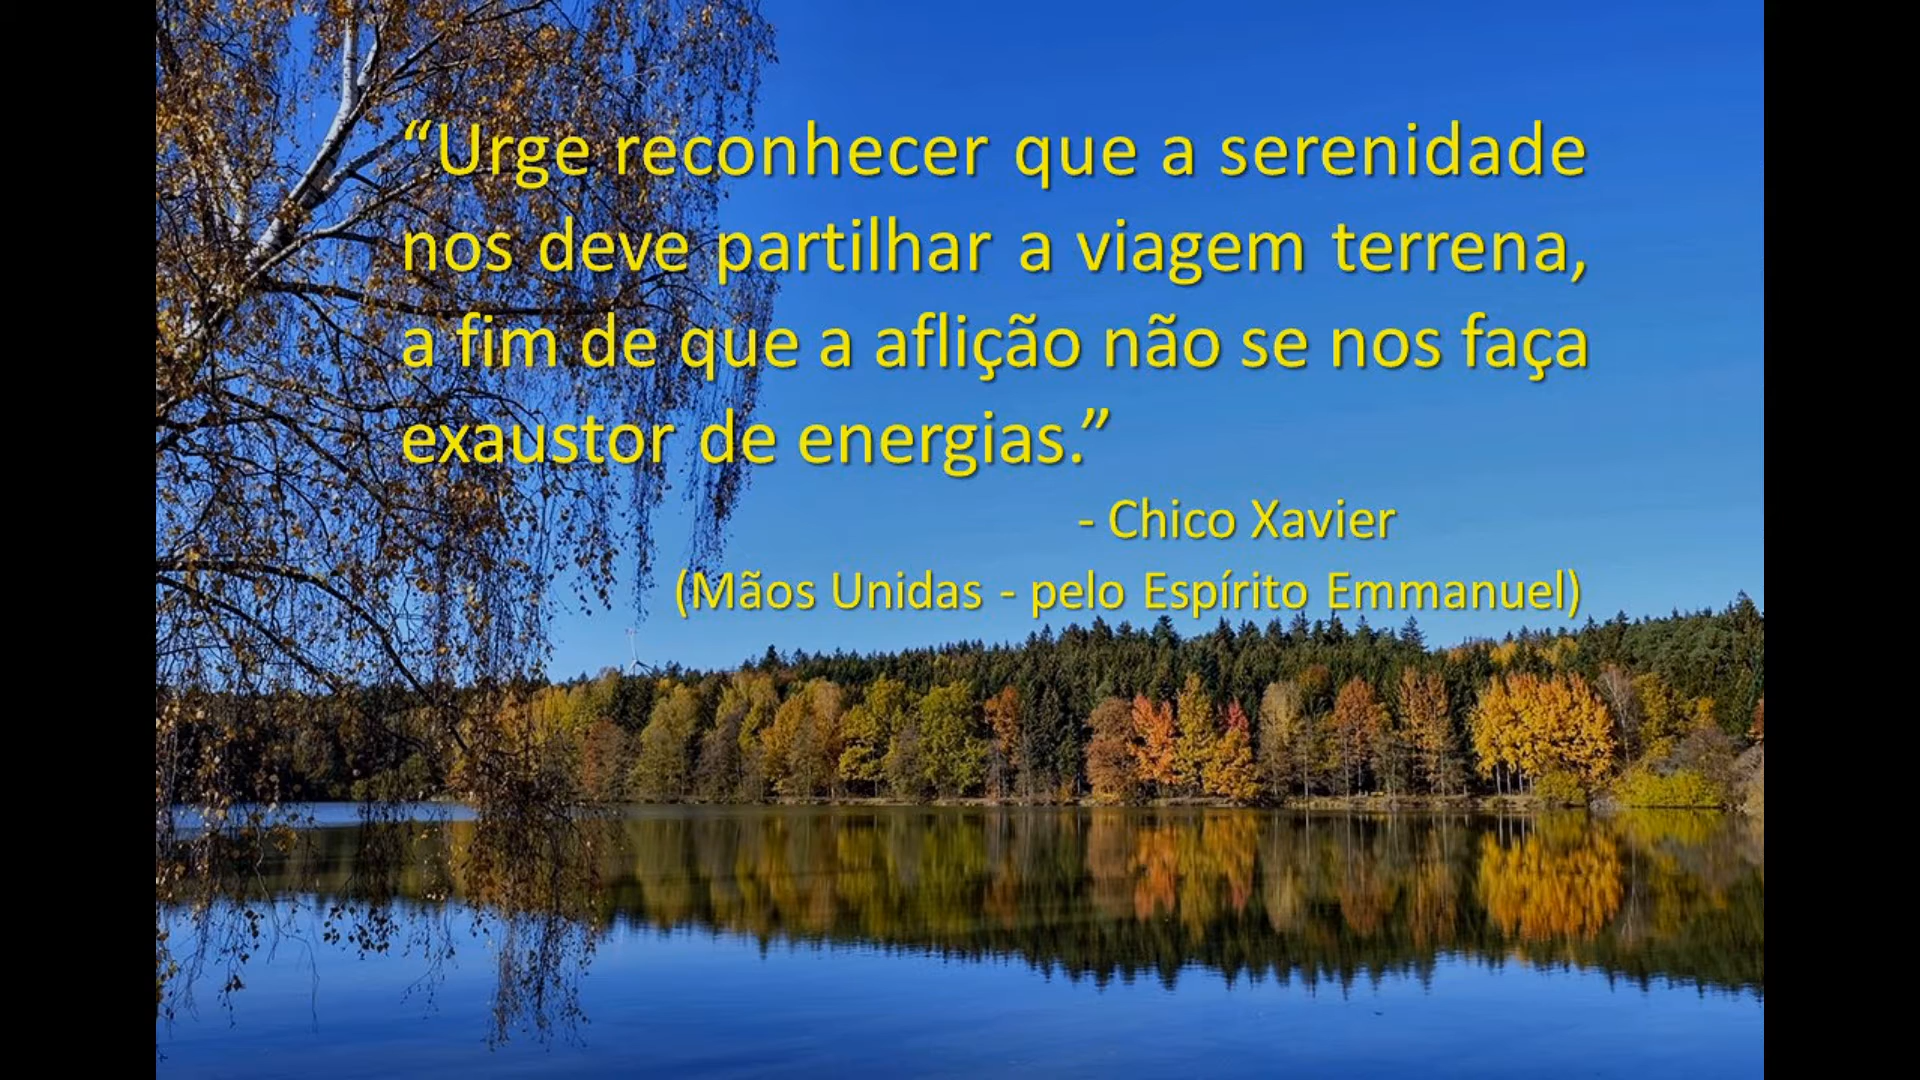 “Urge reconhecer que a serenidade
nos deve partilhar a viagem terrena,
a fim de que a aflição não se nos faça
exaustor de energias.”
- Chico Xavier
(Mãos Unidas - pelo Espírito Emmanuel)